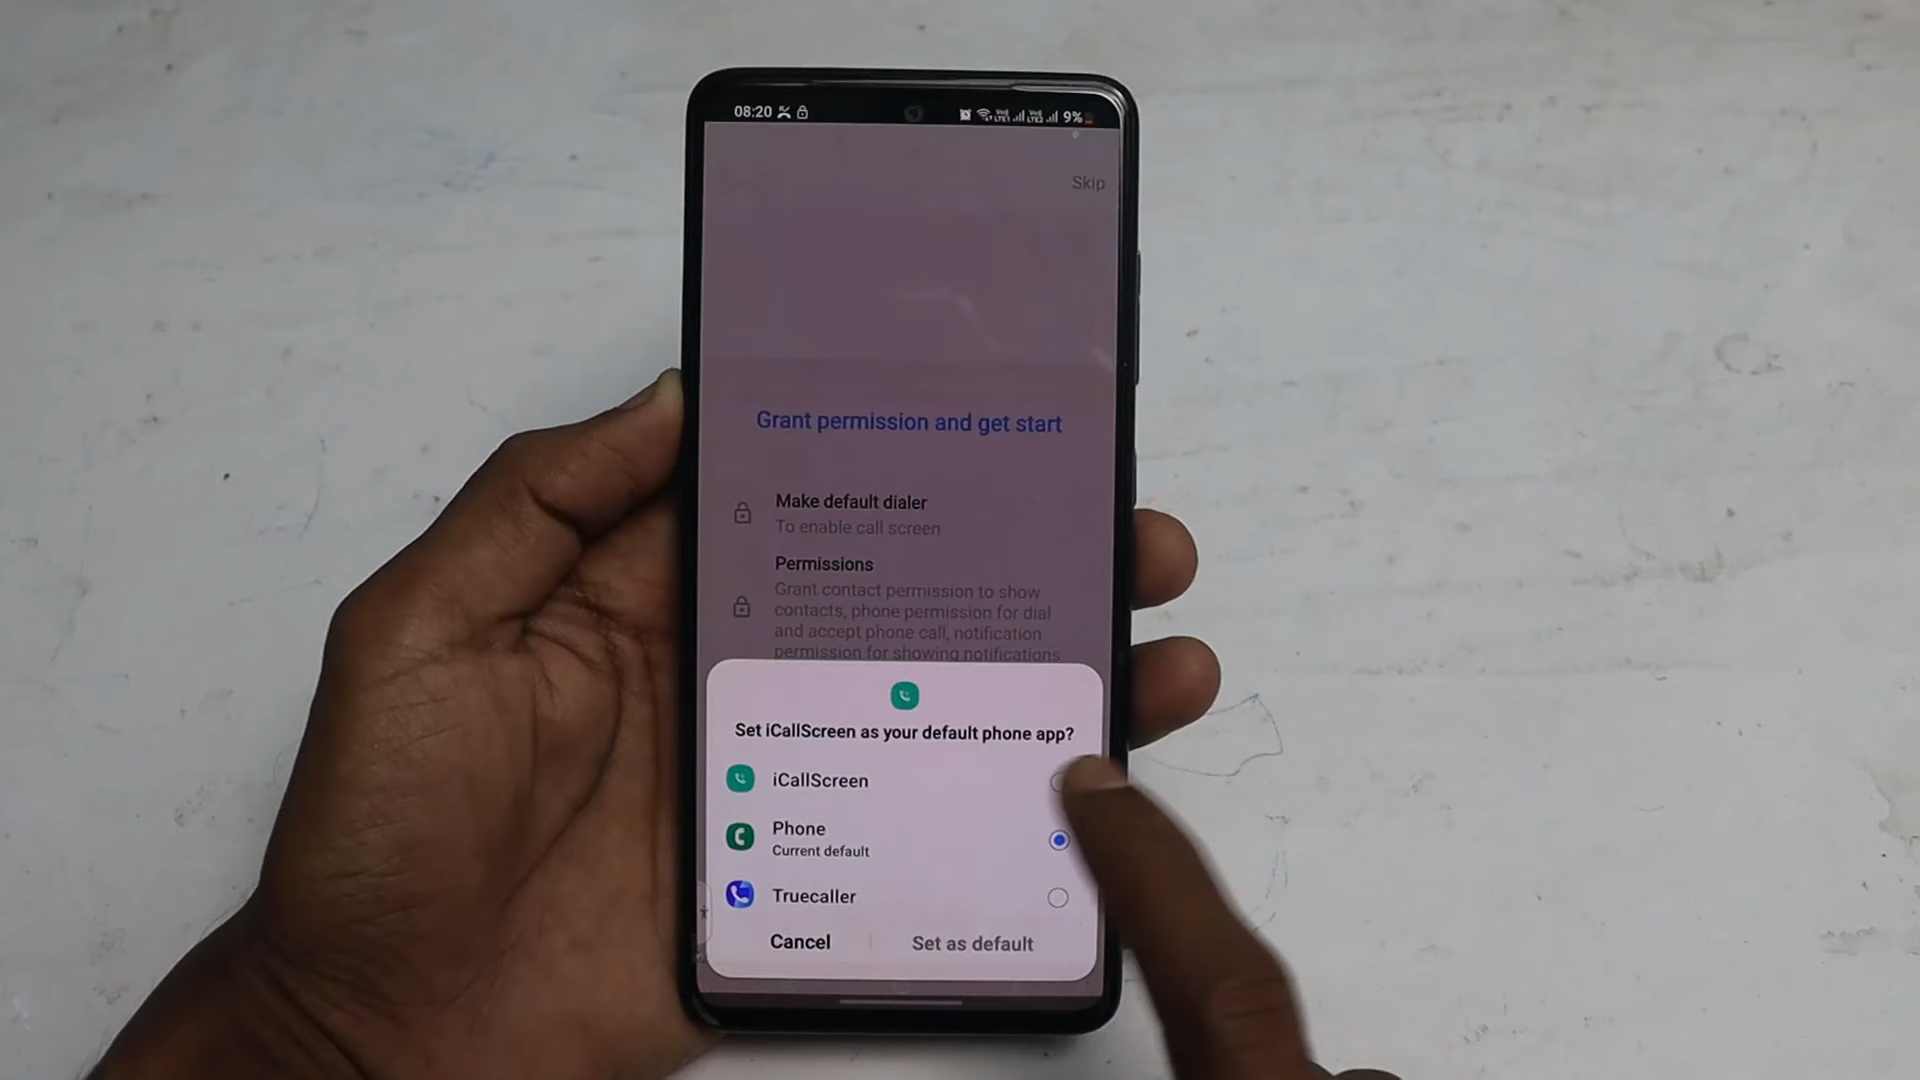 08:20
9%
Skip
Grant permission and get start
Make default dialer
To enable call screen
Permissions
Grant contact permission to show
contacts, phone permission for dial
and accept phone call, notification
permission for showing notifications
Set iCallScreen as your default phone app?
iCallScreen
Phone
Current default
Truecaller
Cancel
Set as default